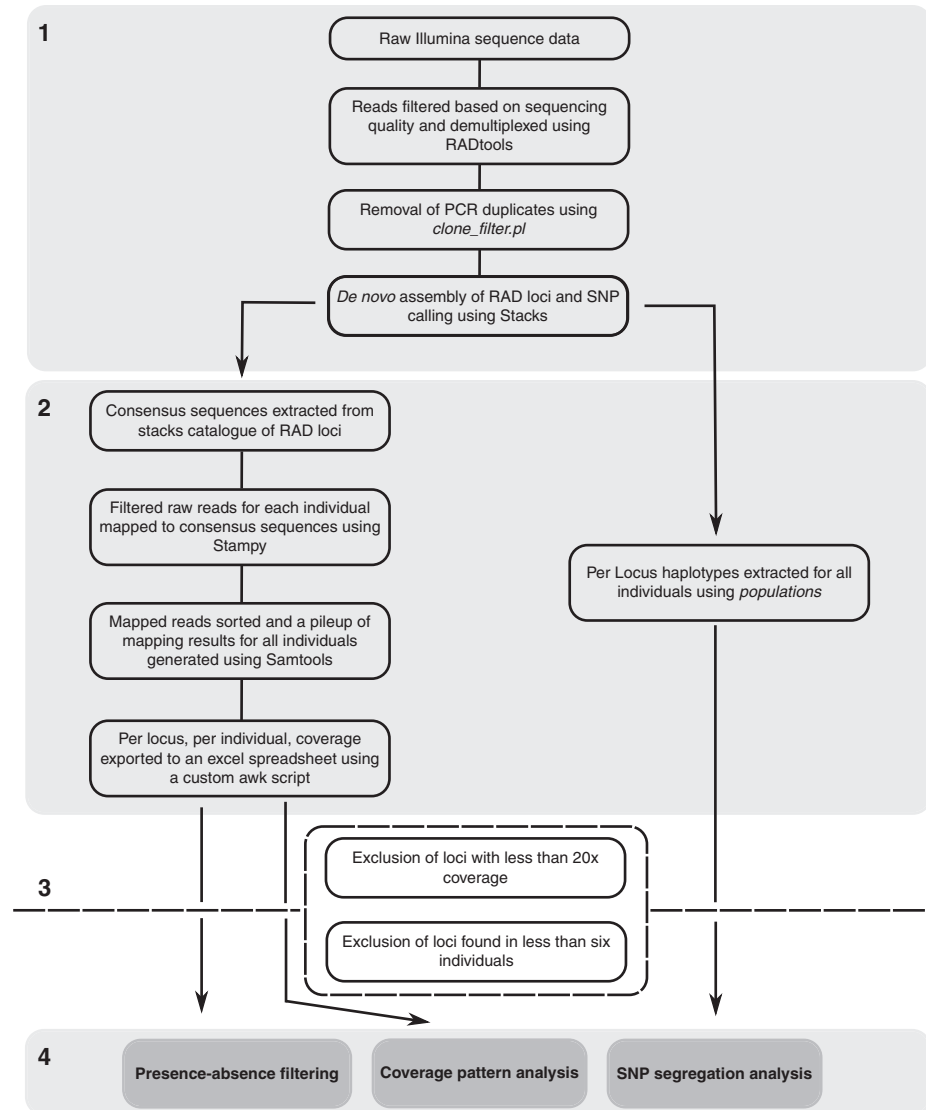 1
Raw Illumina sequence data
Reads filtered based on sequencing
quality and demultiplexed using
RADtools
Removal of PCR duplicates using
clone_filter.pl
De novo assembly of RAD loci and SNP
calling using Stacks
2
Consensus sequences extracted from
stacks catalogue of RAD loci
Filtered raw reads for each individual
mapped to consensus sequences using
Stampy
Mapped reads sorted and a pileup of
mapping results for all individuals
generated using Samtools
Per locus, per individual, coverage
exported to an excel spreadsheet using
a custom awk script
Per Locus haplotypes extracted for all
individuals using populations
3
Exclusion of loci with less than 20x
coverage
Exclusion of loci found in less than six
individuals
4
Presence-absence filtering
Coverage pattern analysis
SNP segregation analysis